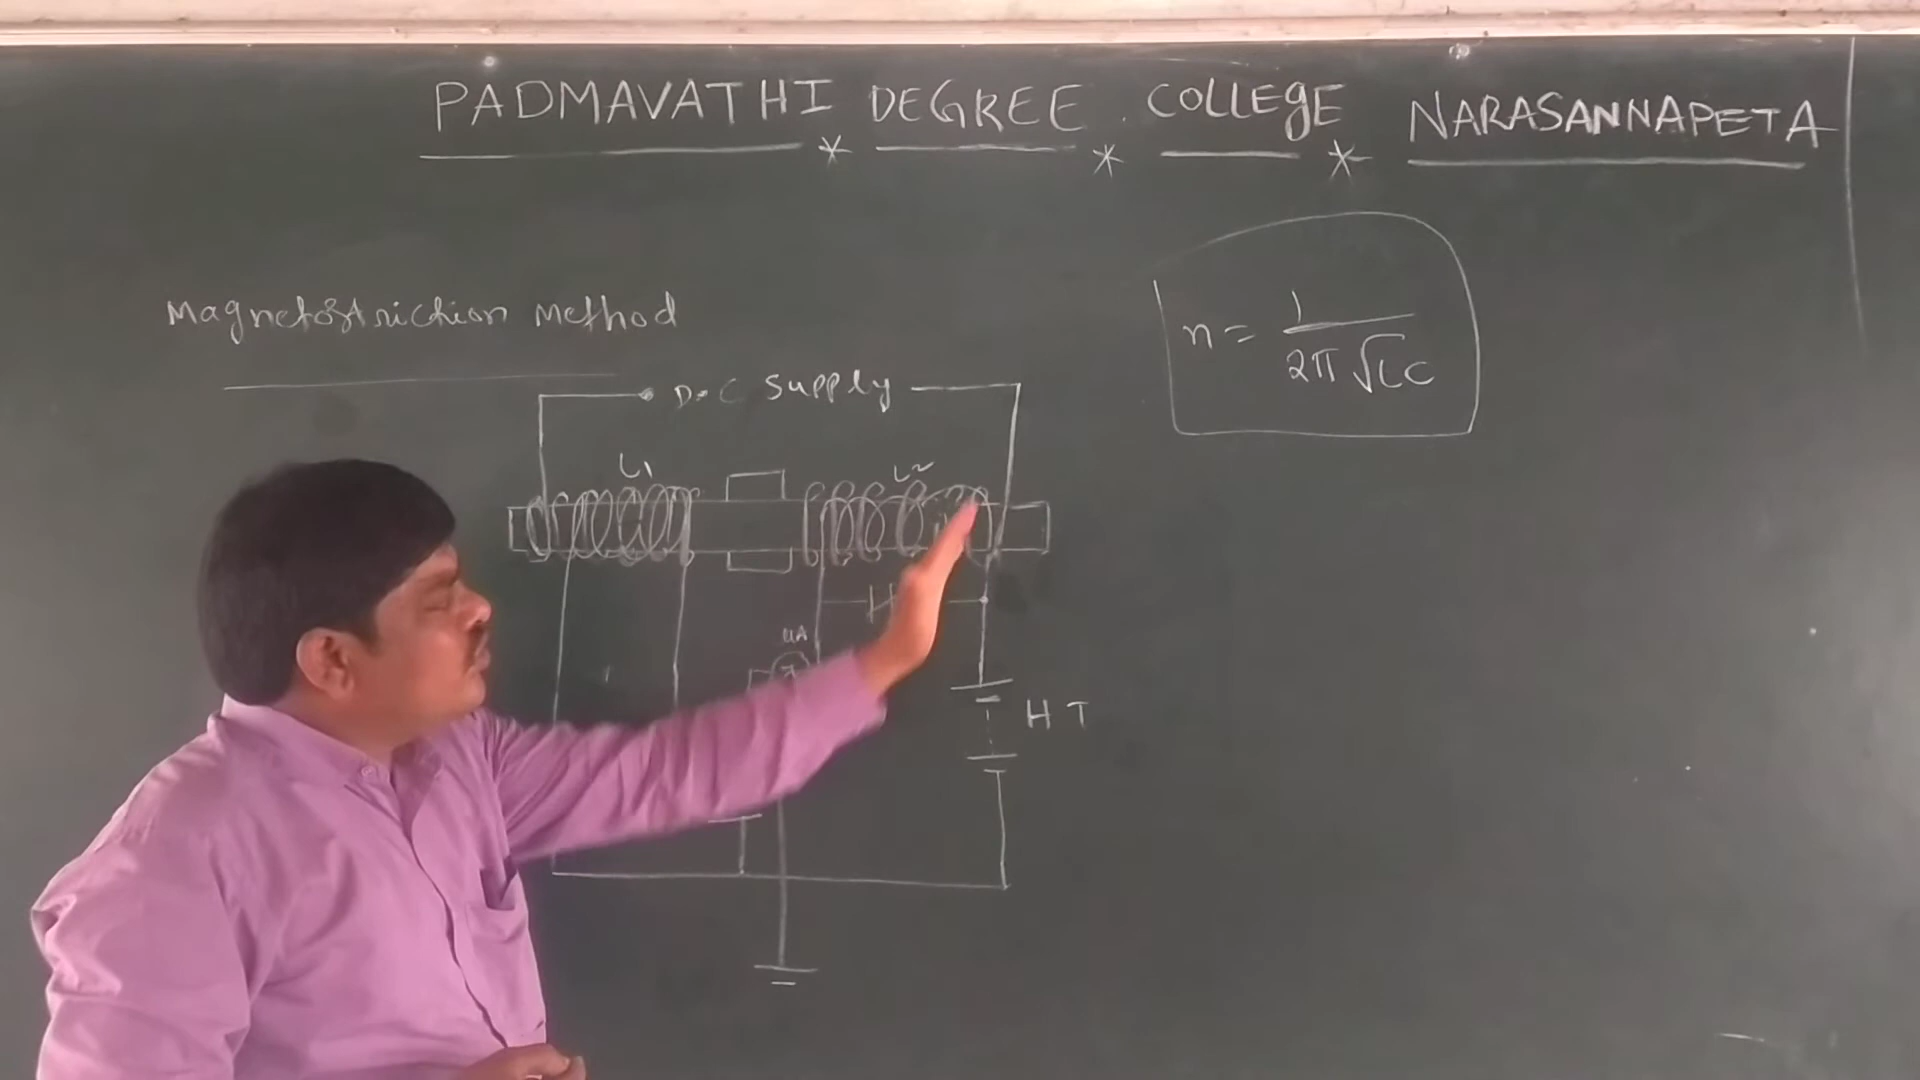 PADMAVATHI DEGREE COLLEGE NARASANNAPETA
Magnetostriction Method
n = 1 / 2π √LC
D.C Supply
L1
L2
HT